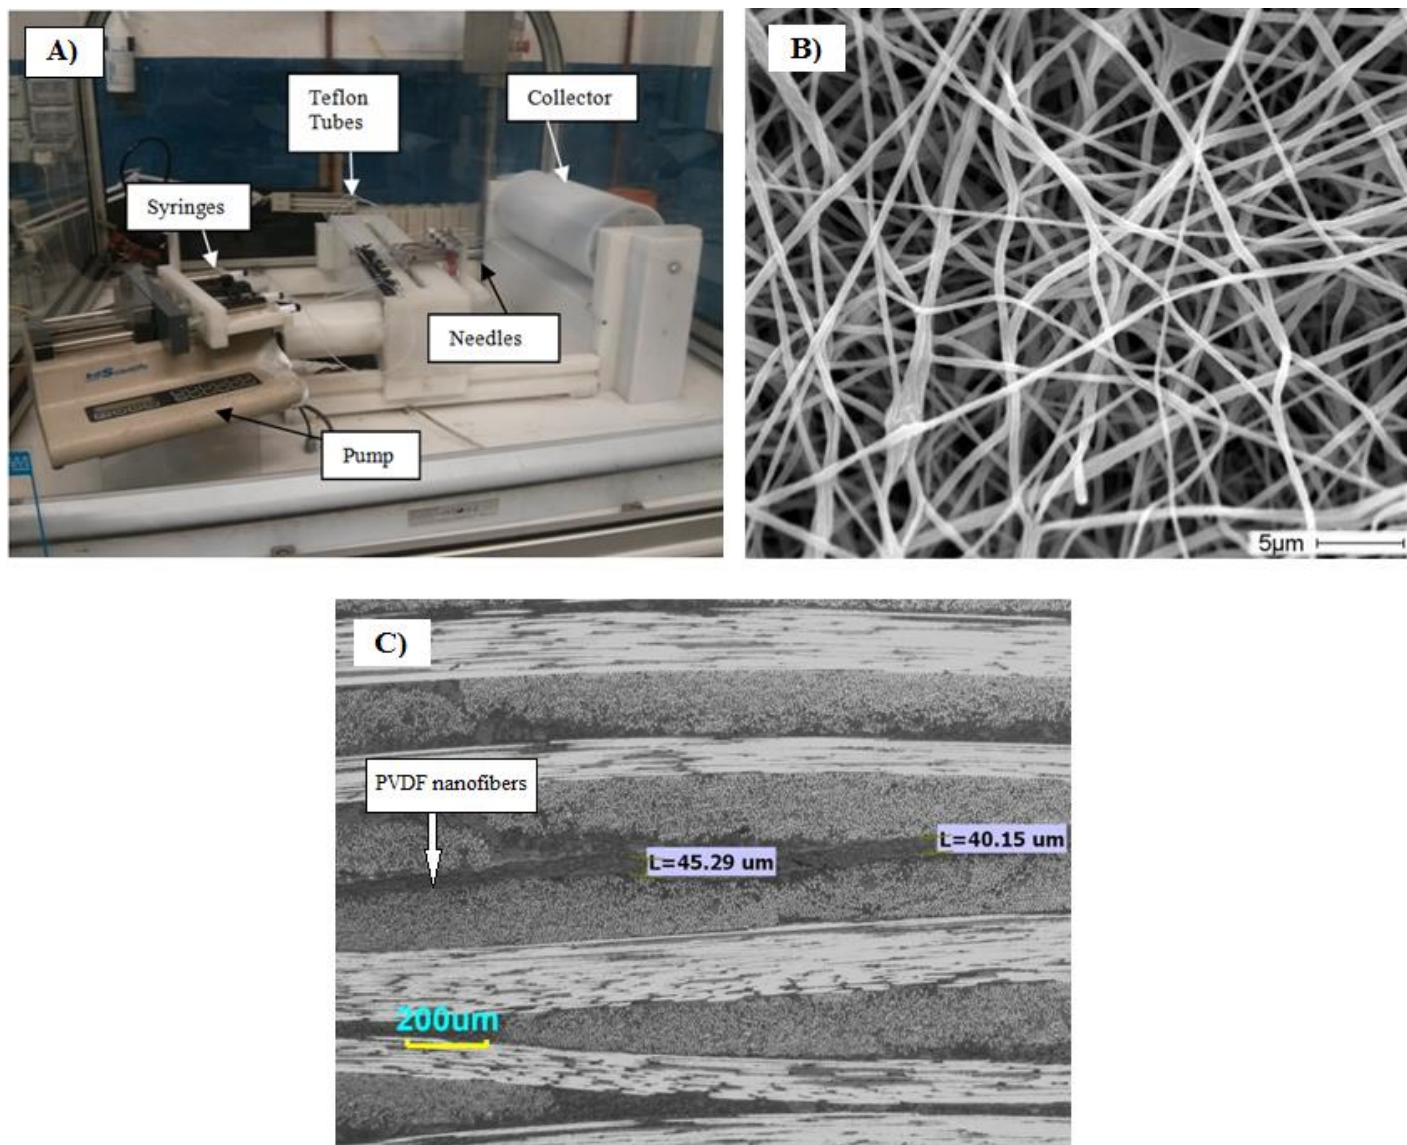 A)
Teflon
Tubes
Collector
Syringes
Needles
Pump
B)
5µm
C)
PVDF nanofibers
L=45.29 um
L=40.15 um
200um